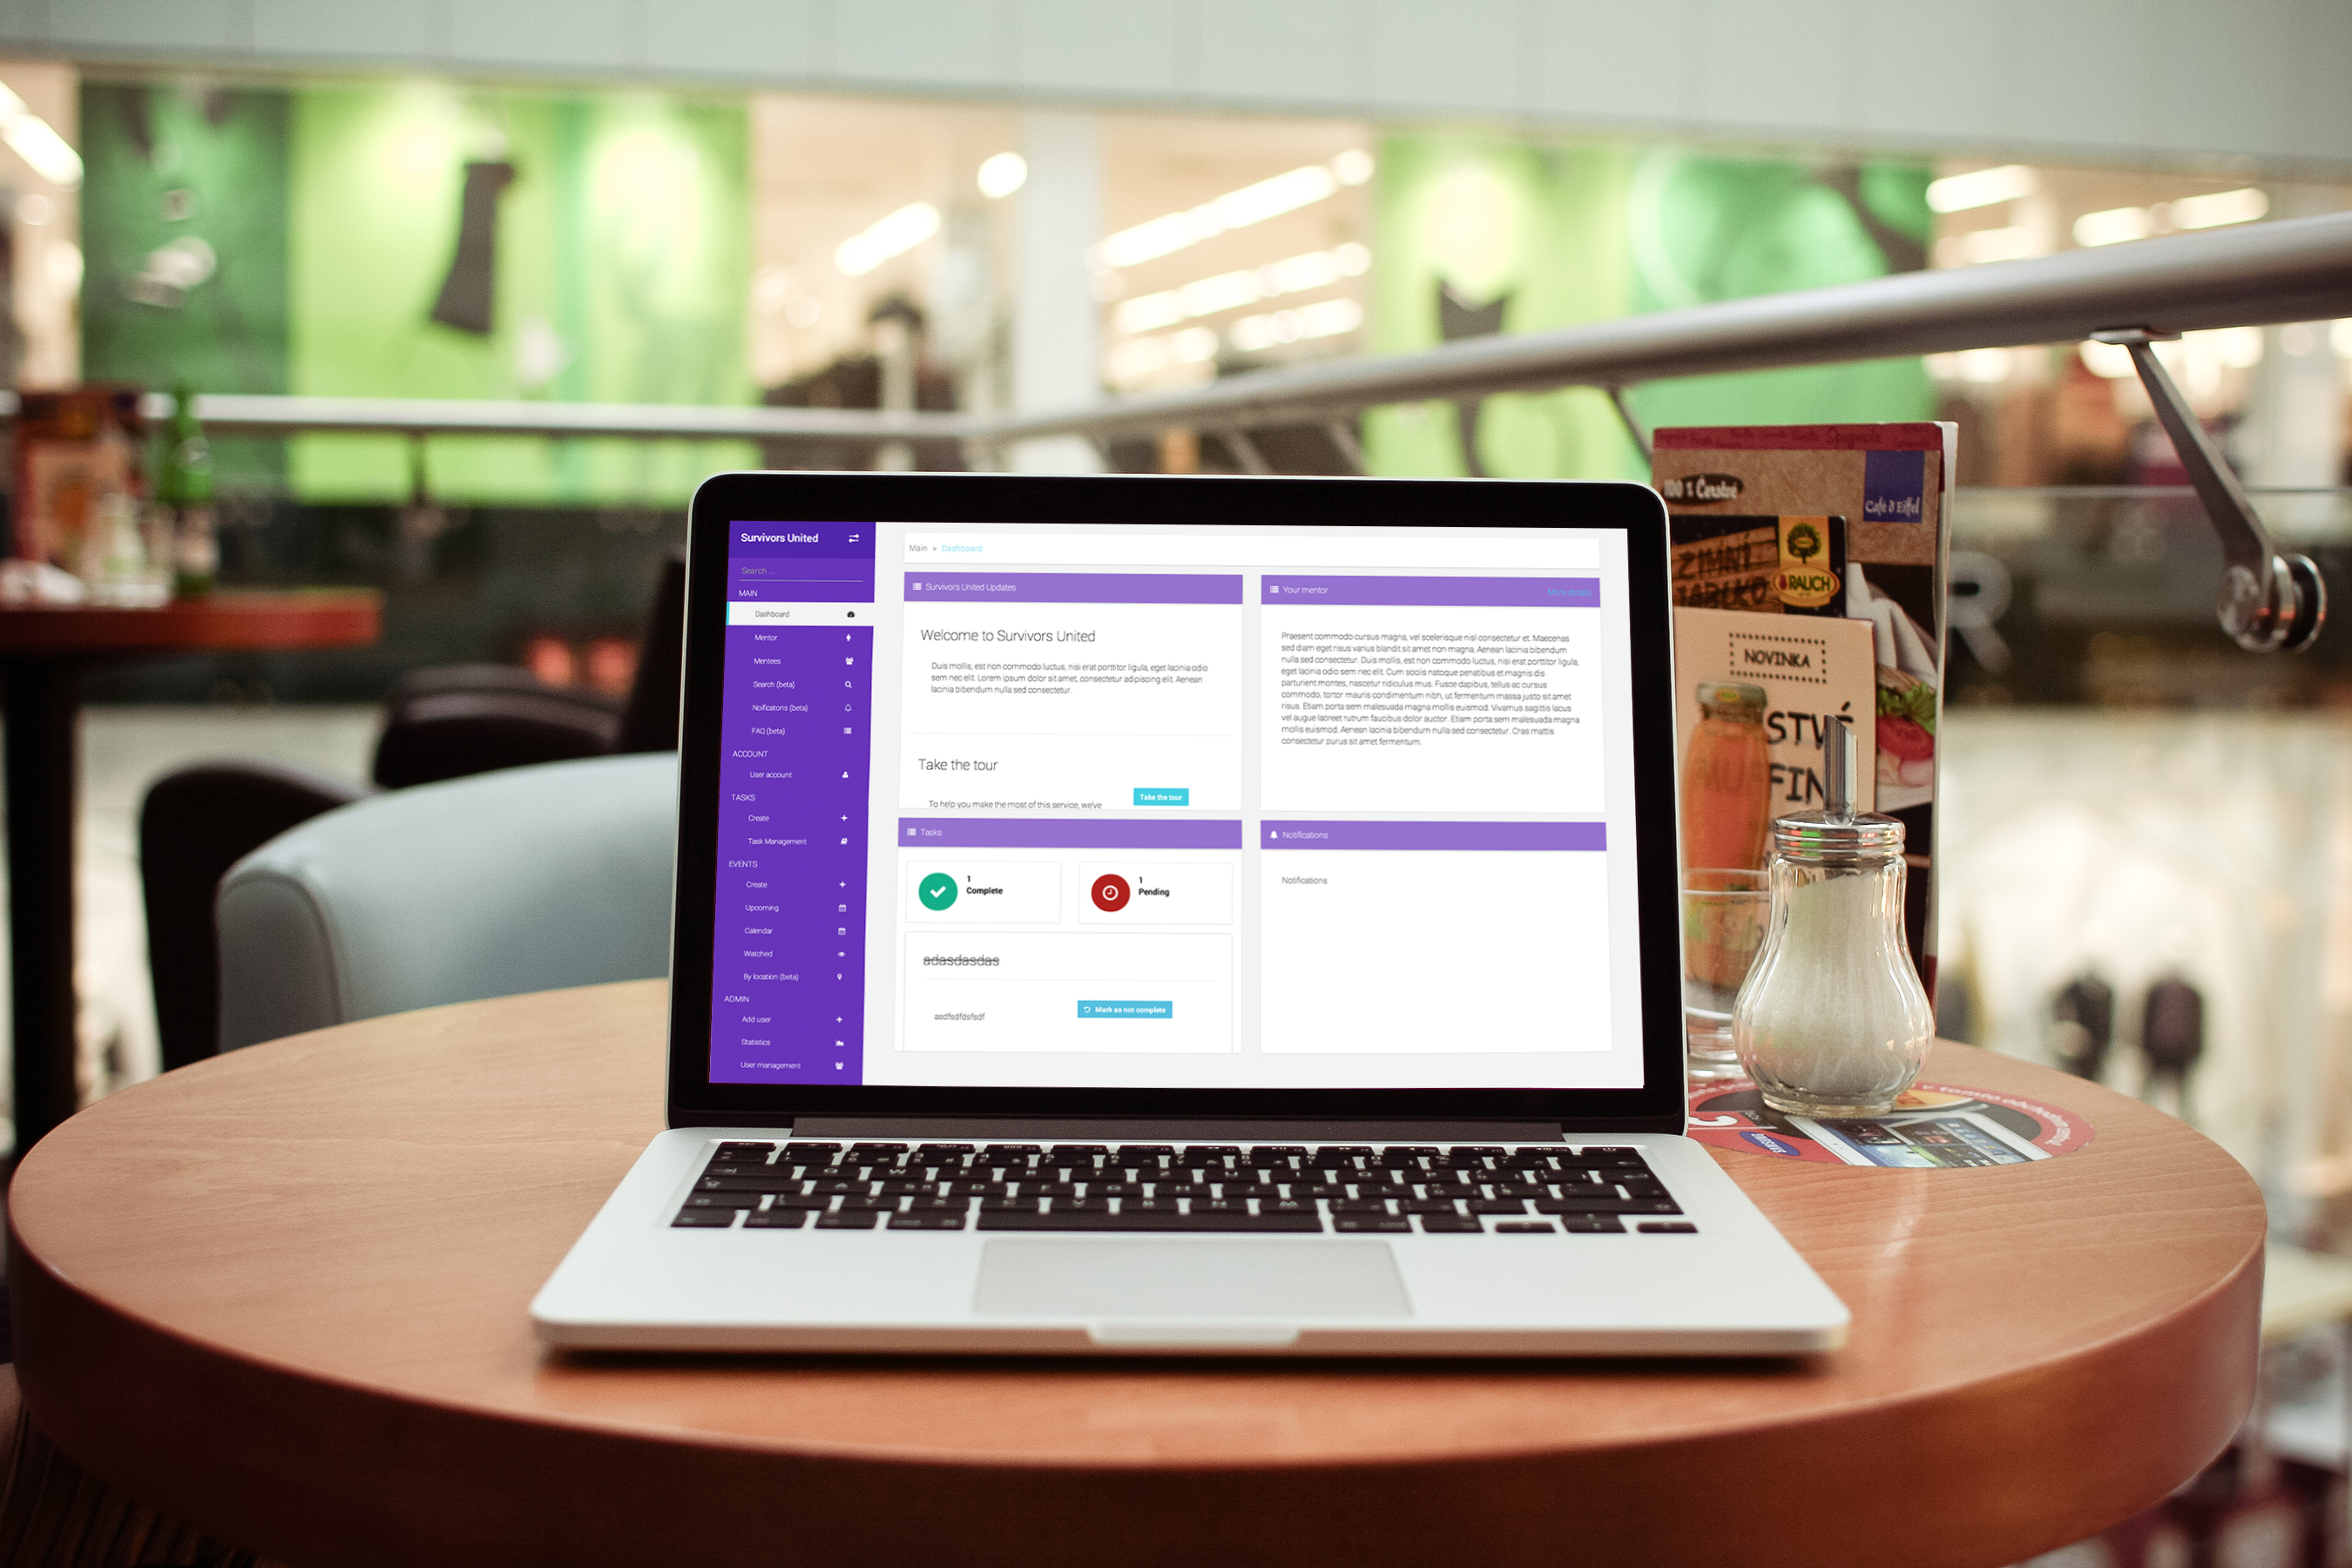 Survivors United
Search ...
MAIN
Dashboard
Mentor
Mentees
Search (beta)
Noificatons (beta)
FAQ (beta)
ACCOUNT
User account
TASKS
Create
Task Management
EVENTS
Create
Upcoming
Calendar
Watched
By location (beta)
ADMIN
Add user
Statistics
User management
Main > Dashboard
Survivors United Updates
Welcome to Survivors United
Duis mollis, est non commodo luctus, nisi erat porttitor ligula, eget lacinia odio
sem nec elit. Lorem ipsum dolor sit amet, consectetur adipiscing elit. Aenean
lacinia bibendum nulla sed consectetur.
Take the tour
To help you make the most of this service, we've
Take the tour
Your mentor
More details
Praesent commodo cursus magna, vel scelerisque nisl consectetur et. Maecenas
sed diam eget risus varius blandit sit amet non magna. Aenean lacinia bibendum
nulla sed consectetur. Duis mollis, est non commodo luctus, nisi erat porttitor ligula,
eget lacinia odio sem nec elit. Cum sociis natoque penatibus et magnis dis
parturient montes, nascetur ridiculus mus. Fusce dapibus, tellus ac cursus
commodo, tortor mauris condimentum nibh, ut fermentum massa justo sit amet
risus. Etiam porta sem malesuada magna mollis euismod. Vivamus sagittis lacus
vel augue laoreet rutrum faucibus dolor auctor. Etiam porta sem malesuada magna
mollis euismod. Aenean lacinia bibendum nulla sed consectetur. Cras mattis
consectetur purus sit amet fermentum.
Tasks
1
Complete
1
Pending
adasdasdas
asdfsdfdsfsdf
Mark as not complete
Notifications
Notifications
100 % Čerstvé
Café d Eiffel
ZIMNÍ
JABLKO
RAUCH
NOVINKA
SAMSUNG